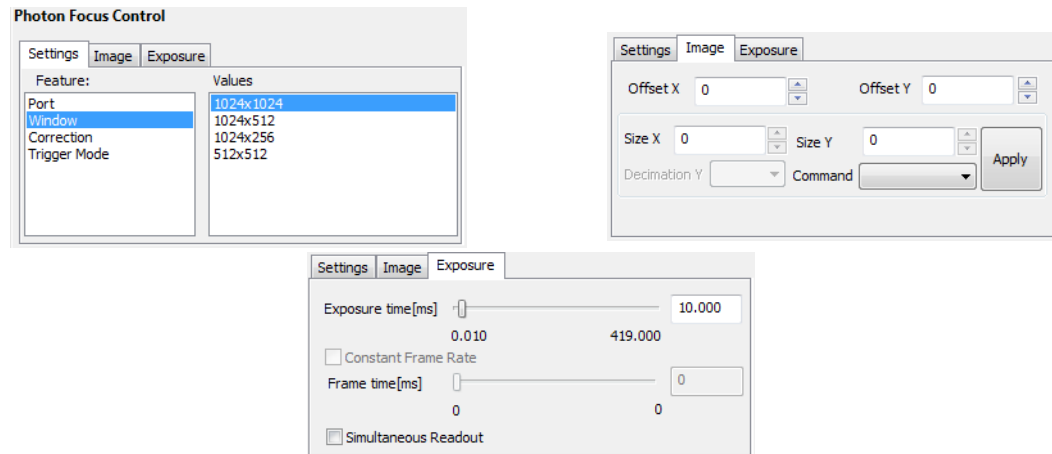 Photon Focus Control
Settings Image Exposure
Feature: Values
Port 1024x1024
Window 1024x512
Correction 1024x256
Trigger Mode 512x512
Settings Image Exposure
Offset X 0 Offset Y 0
Size X 0 Size Y 0
Apply
Decimation Y Command
Settings Image Exposure
Exposure time[ms] 10.000
0.010 419.000
Constant Frame Rate
Frame time[ms] 0
0 0
Simultaneous Readout